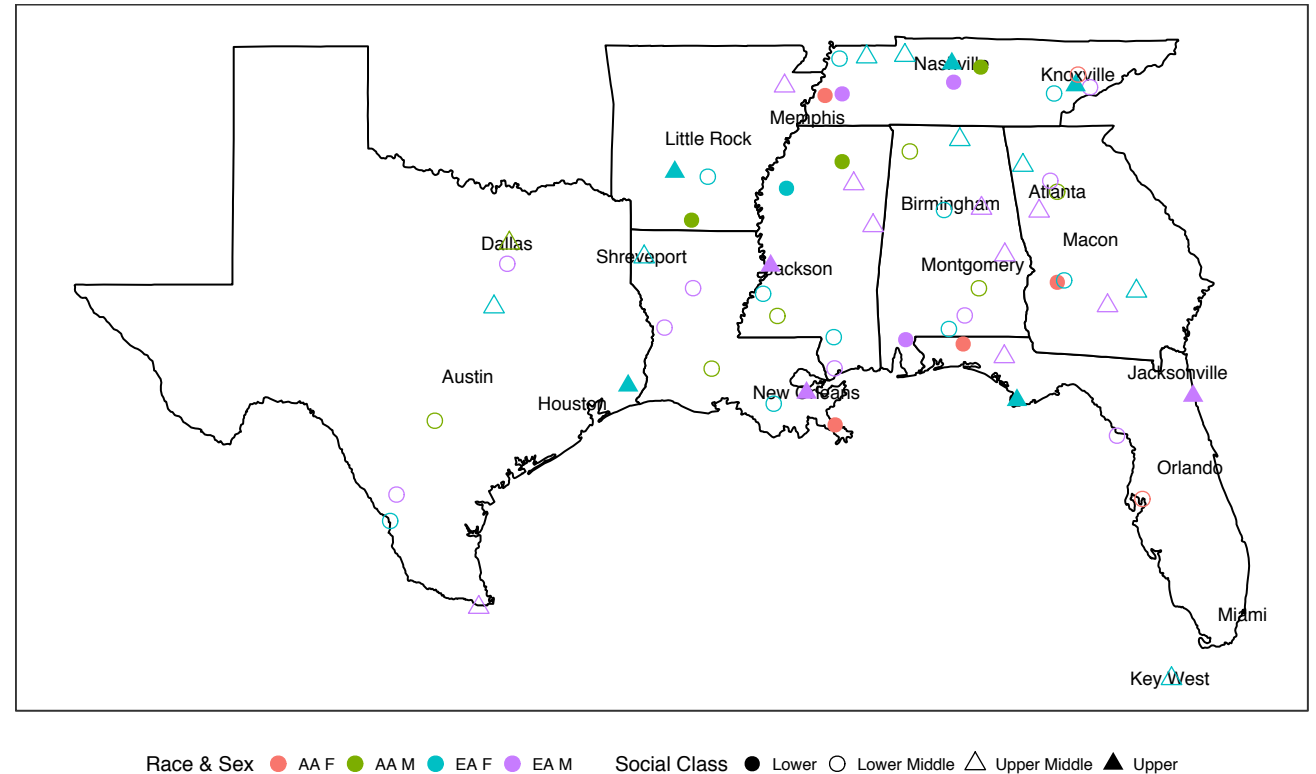 Nashville
Knoxville
Memphis
Little Rock
Atlanta
Birmingham
Dallas
Shreveport
Macon
Jackson
Montgomery
Austin
Jacksonville
Houston
New Orleans
Orlando
Miami
Key West
Race & Sex AA F AA M EA F EA M Social Class Lower Lower Middle Upper Middle Upper